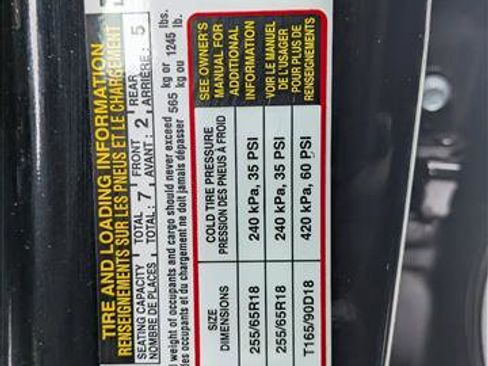 TIRE AND LOADING INFORMATION
RENSEIGNEMENTS SUR LES PNEUS ET LE CHARGEMENT
SEATING CAPACITY TOTAL: 7 FRONT: 2 REAR: 5
NOMBRE DE PLACES TOTAL: 7 AVANT: 2 ARRIÈRE: 5
weight of occupants and cargo should never exceed 565 kg or 1245 lbs.
des occupants et du chargement ne doit jamais dépasser 565 kg ou 1245 lb.
SIZE
DIMENSIONS
COLD TIRE PRESSURE
PRESSION DES PNEUS À FROID
255/65R18 240 kPa, 35 PSI
255/65R18 240 kPa, 35 PSI
T165/90D18 420 kPa, 60 PSI
SEE OWNER'S
MANUAL FOR
ADDITIONAL
INFORMATION
VOIR LE MANUEL
DE L'USAGER
POUR PLUS DE
RENSEIGNEMENTS